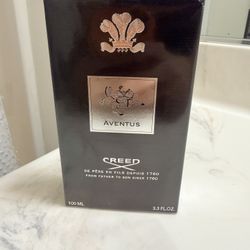 AVENTUS
CREED
DE PÈRE EN FILS DEPUIS 1760
FROM FATHER TO SON SINCE 1760
100 ML 3.3 FL.OZ.